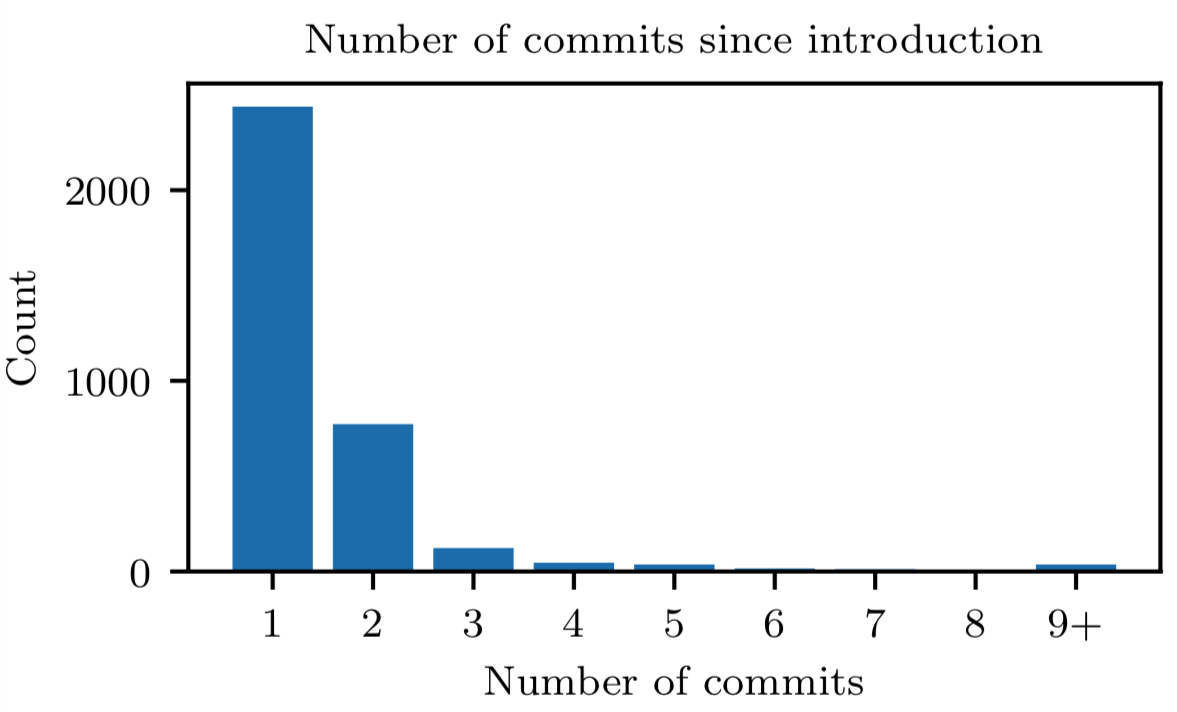 Number of commits since introduction
Count
2000
1000
0
1 2 3 4 5 6 7 8 9+
Number of commits